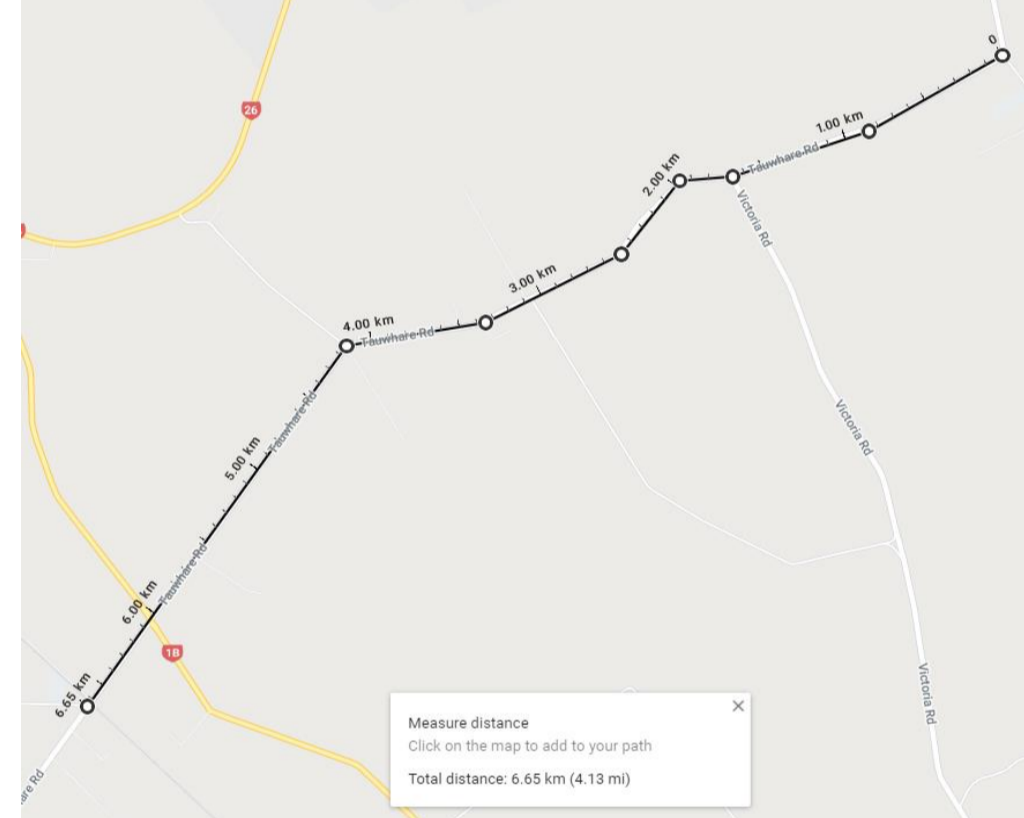 0
26
1.00 km
Tauwhare Rd
2.00 km
Victoria Rd
3.00 km
4.00 km
Tauwhare Rd
Tauwhare Rd
Victoria Rd
5.00 km
Tauwhare Rd
6.00 km
1B
6.65 km
Victoria Rd
are Rd
Measure distance
Click on the map to add to your path
Total distance: 6.65 km (4.13 mi)